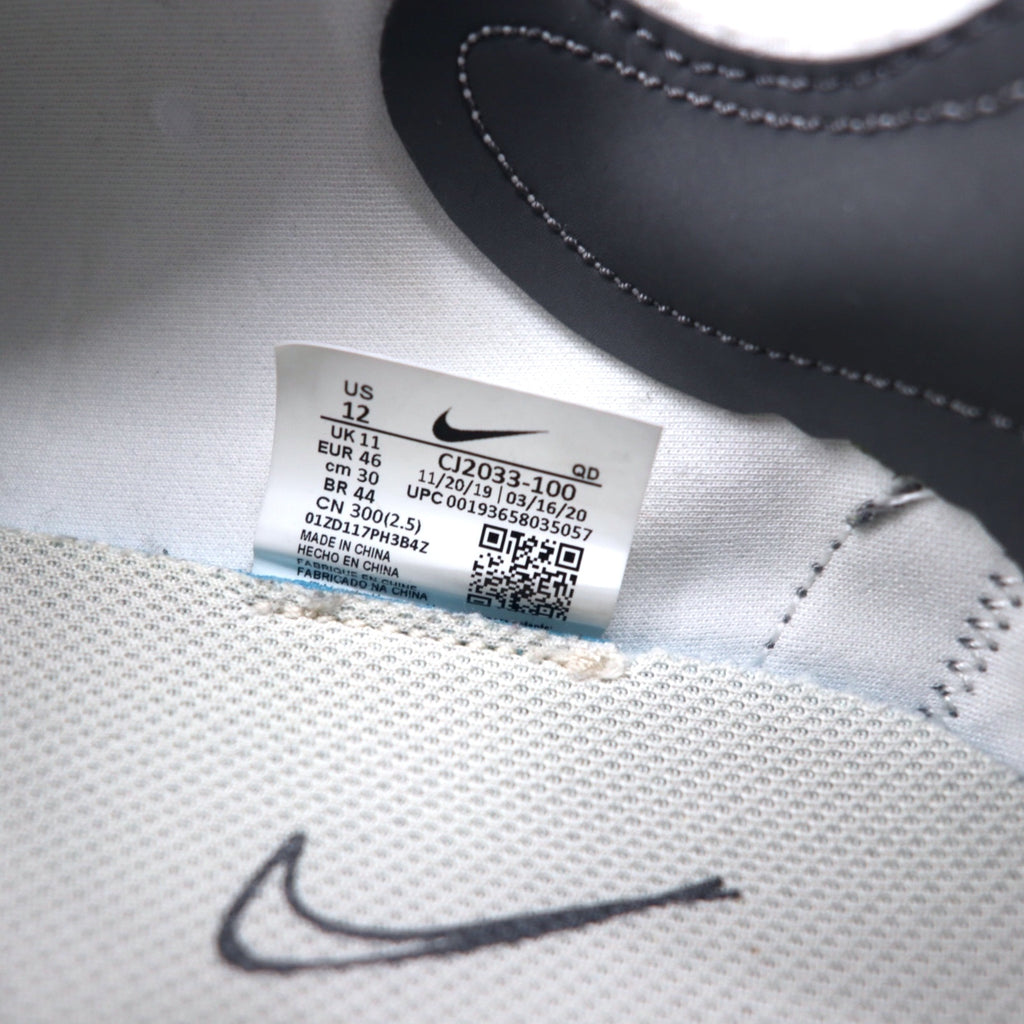 US
12
UK 11
EUR 46
cm 30
BR 44
CN 300(2.5)
01ZD117PH3B4Z
MADE IN CHINA
HECHO EN CHINA
FABRIQUE EN CHINE
FABRICADO NA CHINA
QD
CJ2033-100
11/20/19 | 03/16/20
UPC 00193658035057